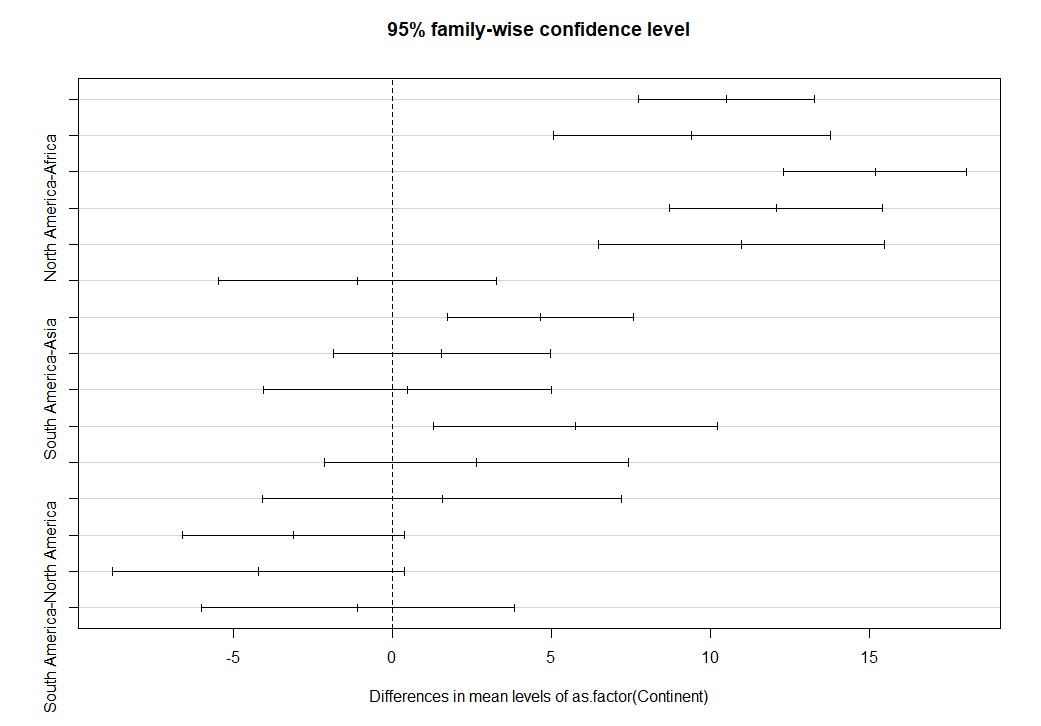 95% family-wise confidence level
North America-Africa
South America-Asia
South America-North America
-5 0 5 10 15
Differences in mean levels of as.factor(Continent)